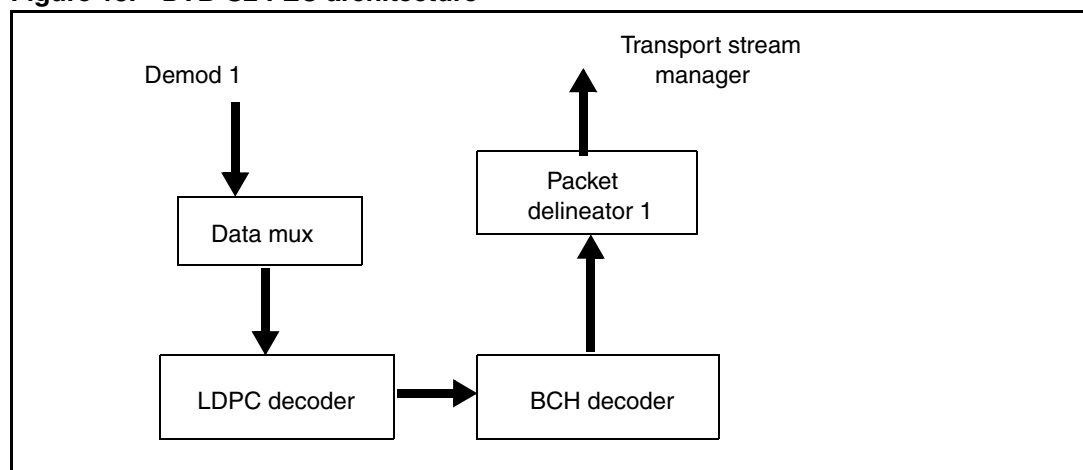 Transport stream
manager
Demod 1
Packet
delineator 1
Data mux
LDPC decoder
BCH decoder